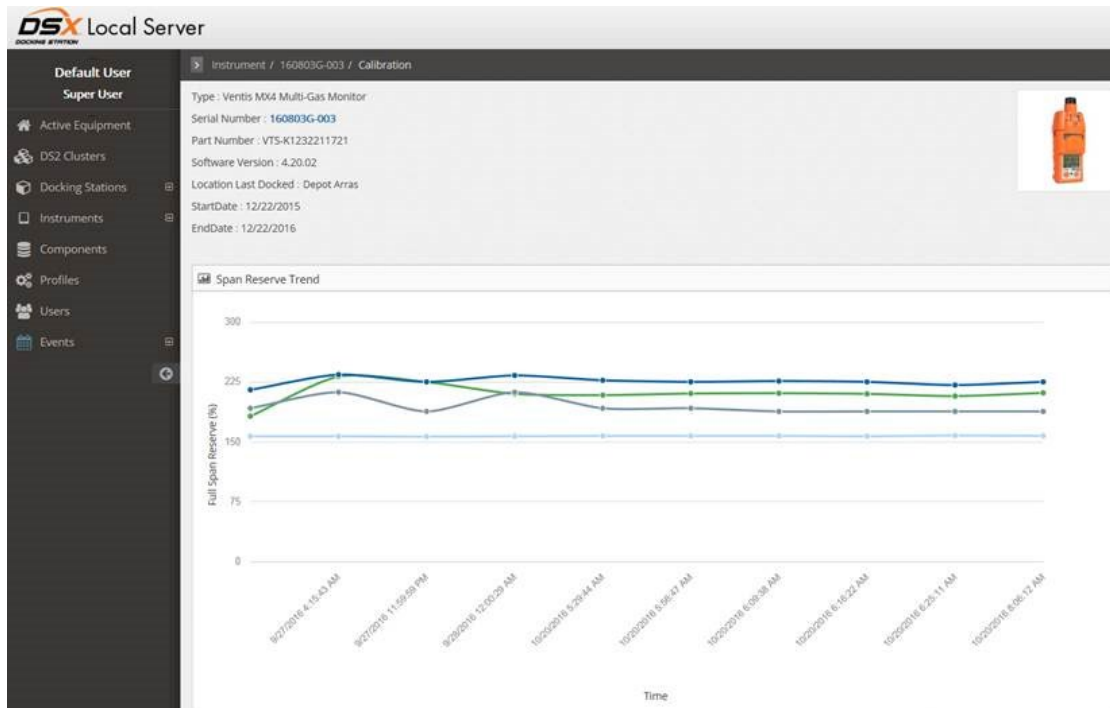 DSX Local Server
DOCKING STATION
Default User
Super User
Active Equipment
DS2 Clusters
Docking Stations
Instruments
Components
Profiles
Users
Events
Instrument / 160803G-003 / Calibration
Type : Ventis MX4 Multi-Gas Monitor
Serial Number : 160803G-003
Part Number : VTS-K1232211721
Software Version : 4.20.02
Location Last Docked : Depot Arras
StartDate : 12/22/2015
EndDate : 12/22/2016
Span Reserve Trend
Full Span Reserve (%)
300
225
150
75
0
9/27/2016 4:15:43 AM
9/27/2016 11:59:59 PM
9/28/2016 12:00:29 AM
10/20/2016 5:29:44 AM
10/20/2016 5:56:47 AM
10/20/2016 6:09:38 AM
10/20/2016 6:16:22 AM
10/20/2016 6:25:11 AM
10/20/2016 8:06:12 AM
Time